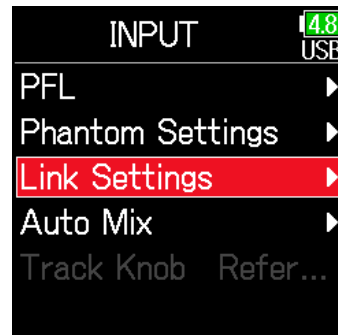 INPUT
4.8
USB
PFL
Phantom Settings
Link Settings
Auto Mix
Track Knob Refer...